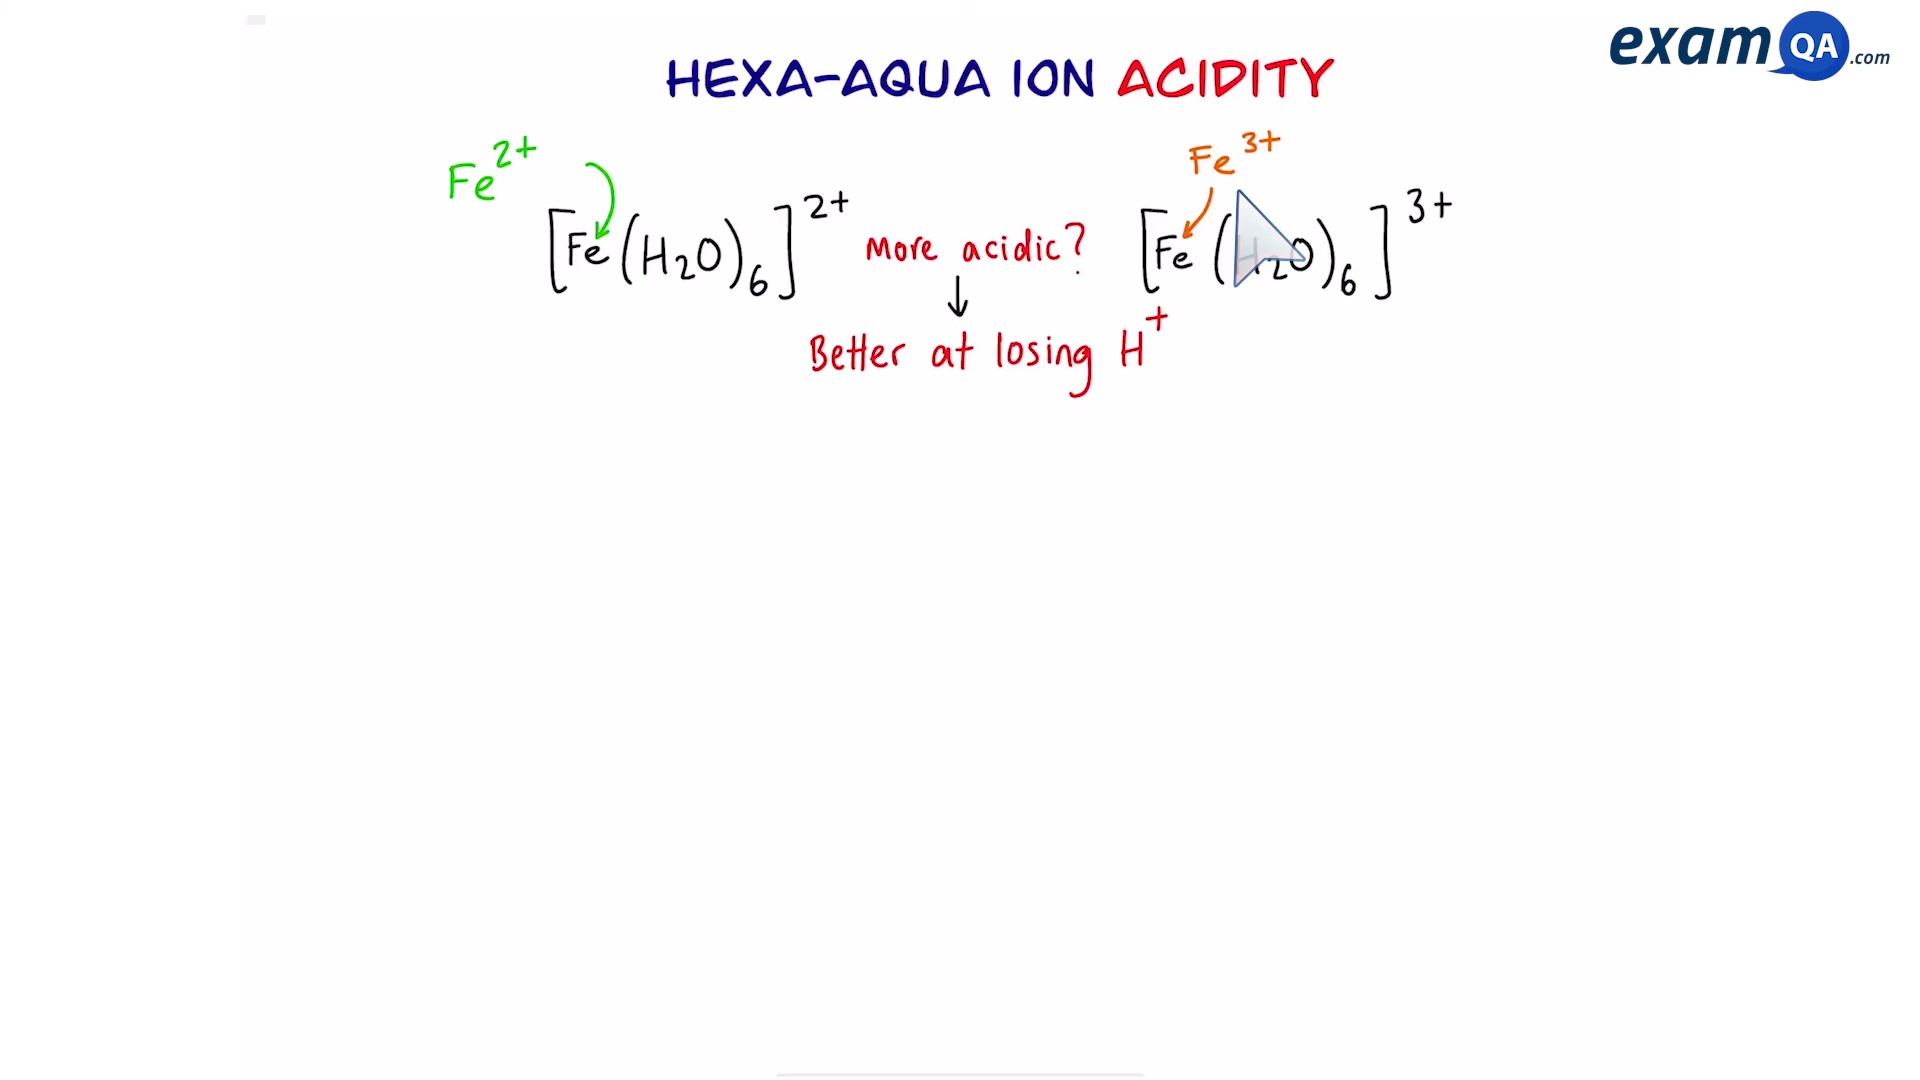 examQA.com
HEXA-AQUA ION ACIDITY
Fe²⁺
Fe³⁺
[Fe(H₂O)₆]²⁺ More acidic? [Fe(H₂O)₆]³⁺
↓
Better at losing H⁺